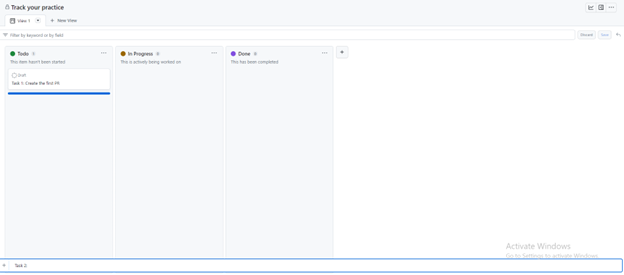 Track your practice
View 1
+ New View
Filter by keyword or by field
Discard
Save
Todo 1
This item hasn't been started
In Progress 0
This is actively being worked on
Done 0
This has been completed
+
Draft
Task 1: Create the first PR
Activate Windows
Go to Settings to activate Windows.
+ Task 2: